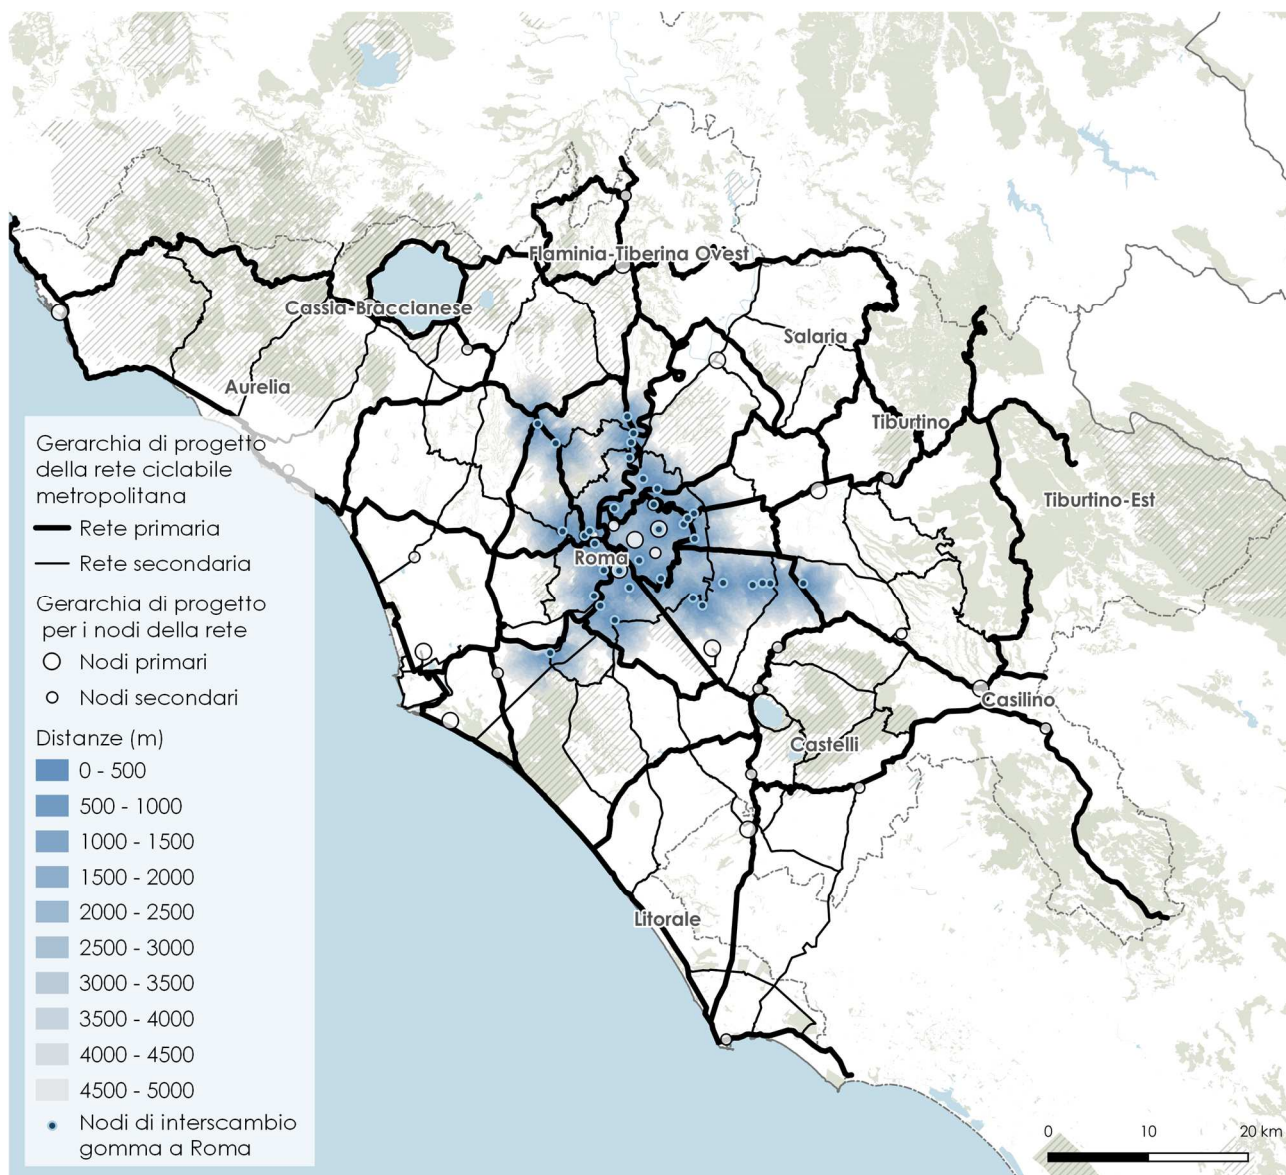 Flaminia-Tiberina Ovest
Cassia-Braccianese
Salaria
Aurelia
Tiburtino
Tiburtino-Est
Roma
Casilino
Castelli
Litorale
Gerarchia di progetto
della rete ciclabile
metropolitana
Rete primaria
Rete secondaria
Gerarchia di progetto
per i nodi della rete
Nodi primari
Nodi secondari
Distanze (m)
0 - 500
500 - 1000
1000 - 1500
1500 - 2000
2000 - 2500
2500 - 3000
3000 - 3500
3500 - 4000
4000 - 4500
4500 - 5000
Nodi di interscambio
gomma a Roma
0 10 20 km